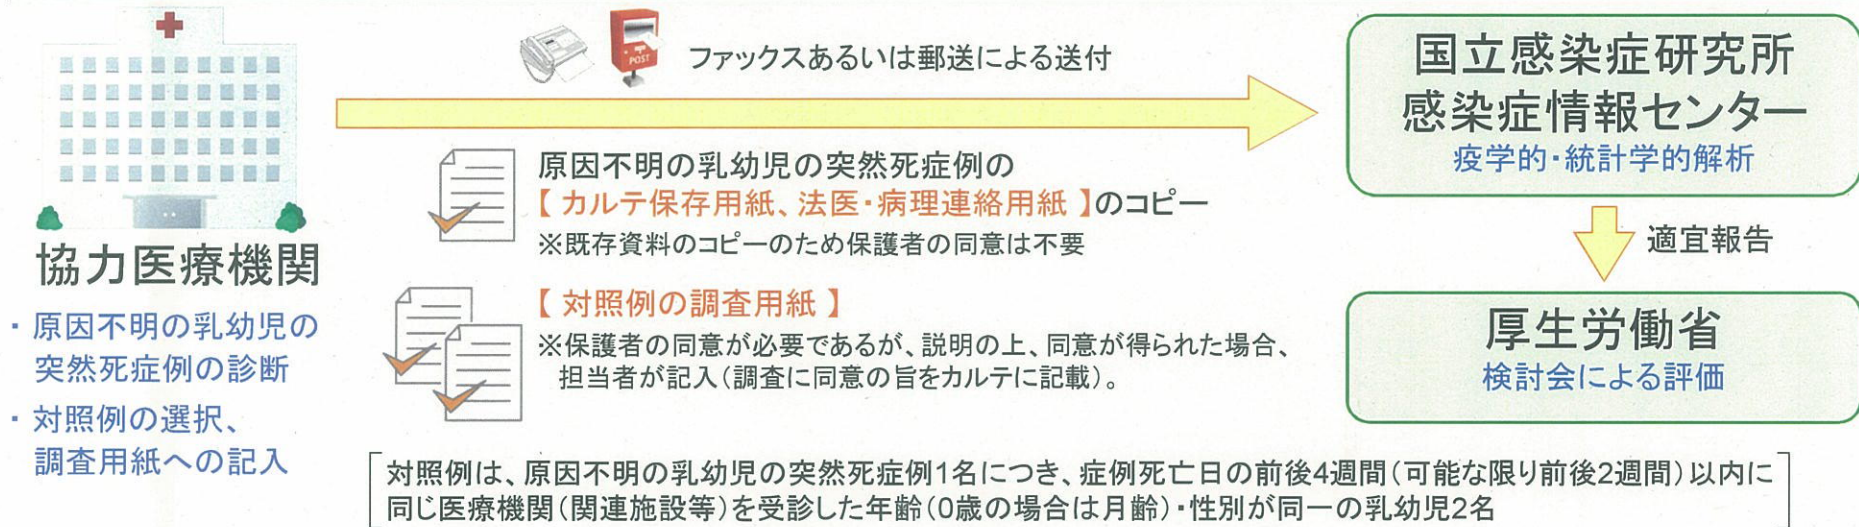 POST
ファックスあるいは郵送による送付
国立感染症研究所
感染症情報センター
疫学的・統計学的解析
原因不明の乳幼児の突然死症例の
【 カルテ保存用紙、法医・病理連絡用紙 】のコピー
※既存資料のコピーのため保護者の同意は不要
適宜報告
協力医療機関
・ 原因不明の乳幼児の
突然死症例の診断
・ 対照例の選択、
調査用紙への記入
【 対照例の調査用紙 】
※保護者の同意が必要であるが、説明の上、同意が得られた場合、
担当者が記入(調査に同意の旨をカルテに記載)。
厚生労働省
検討会による評価
対照例は、原因不明の乳幼児の突然死症例1名につき、症例死亡日の前後4週間(可能な限り前後2週間)以内に
同じ医療機関(関連施設等)を受診した年齢(0歳の場合は月齢)・性別が同一の乳幼児2名